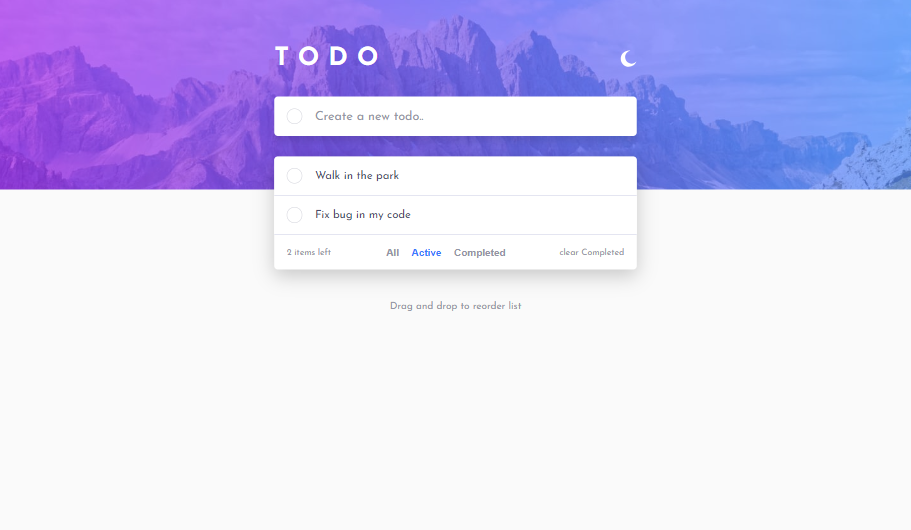 TODO
Create a new todo..
Walk in the park
Fix bug in my code
2 items left All Active Completed clear Completed
Drag and drop to reorder list